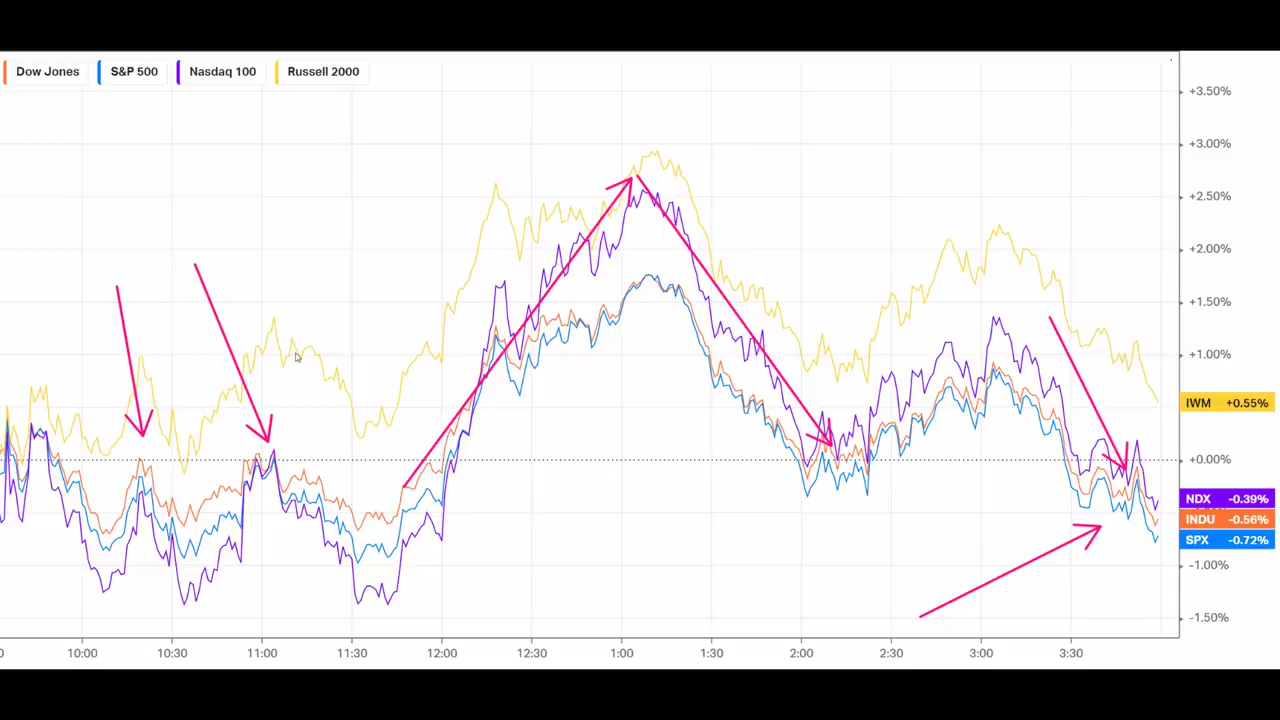 Dow Jones S&P 500 Nasdaq 100 Russell 2000
+3.50%
+3.00%
+2.50%
+2.00%
+1.50%
+1.00%
IWM +0.55%
+0.00%
NDX -0.39%
INDU -0.56%
SPX -0.72%
-1.00%
-1.50%
0 10:00 10:30 11:00 11:30 12:00 12:30 1:00 1:30 2:00 2:30 3:00 3:30